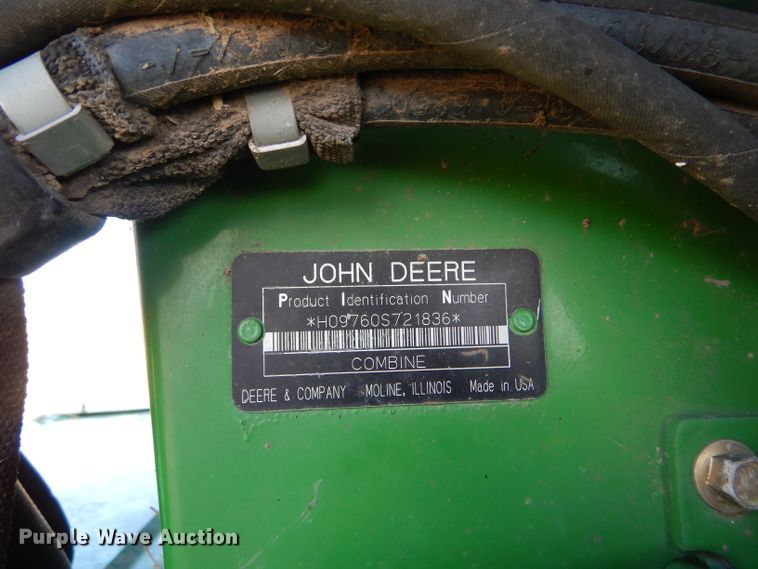 JOHN DEERE
Product Identification Number
*H09760S721836*
COMBINE
DEERE & COMPANY MOLINE, ILLINOIS Made in USA
Purple Wave Auction